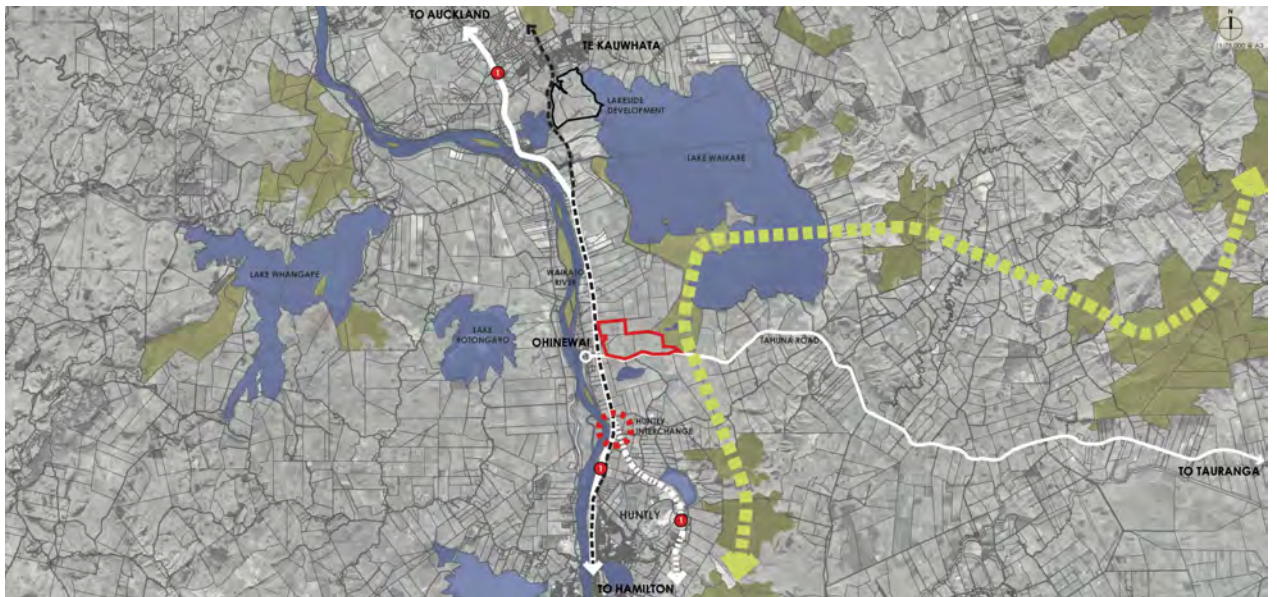 TO AUCKLAND
N
1
TE KAUWHATA
LAKESIDE
DEVELOPMENT
LAKE WAIKARE
LAKE WHANGAPE
WAIKATO
RIVER
LAKE
ROTONGARO
OHINEWAI
TAHUNA ROAD
HUNTLY
INTERCHANGE
1
TO TAURANGA
HUNTLY
1
TO HAMILTON